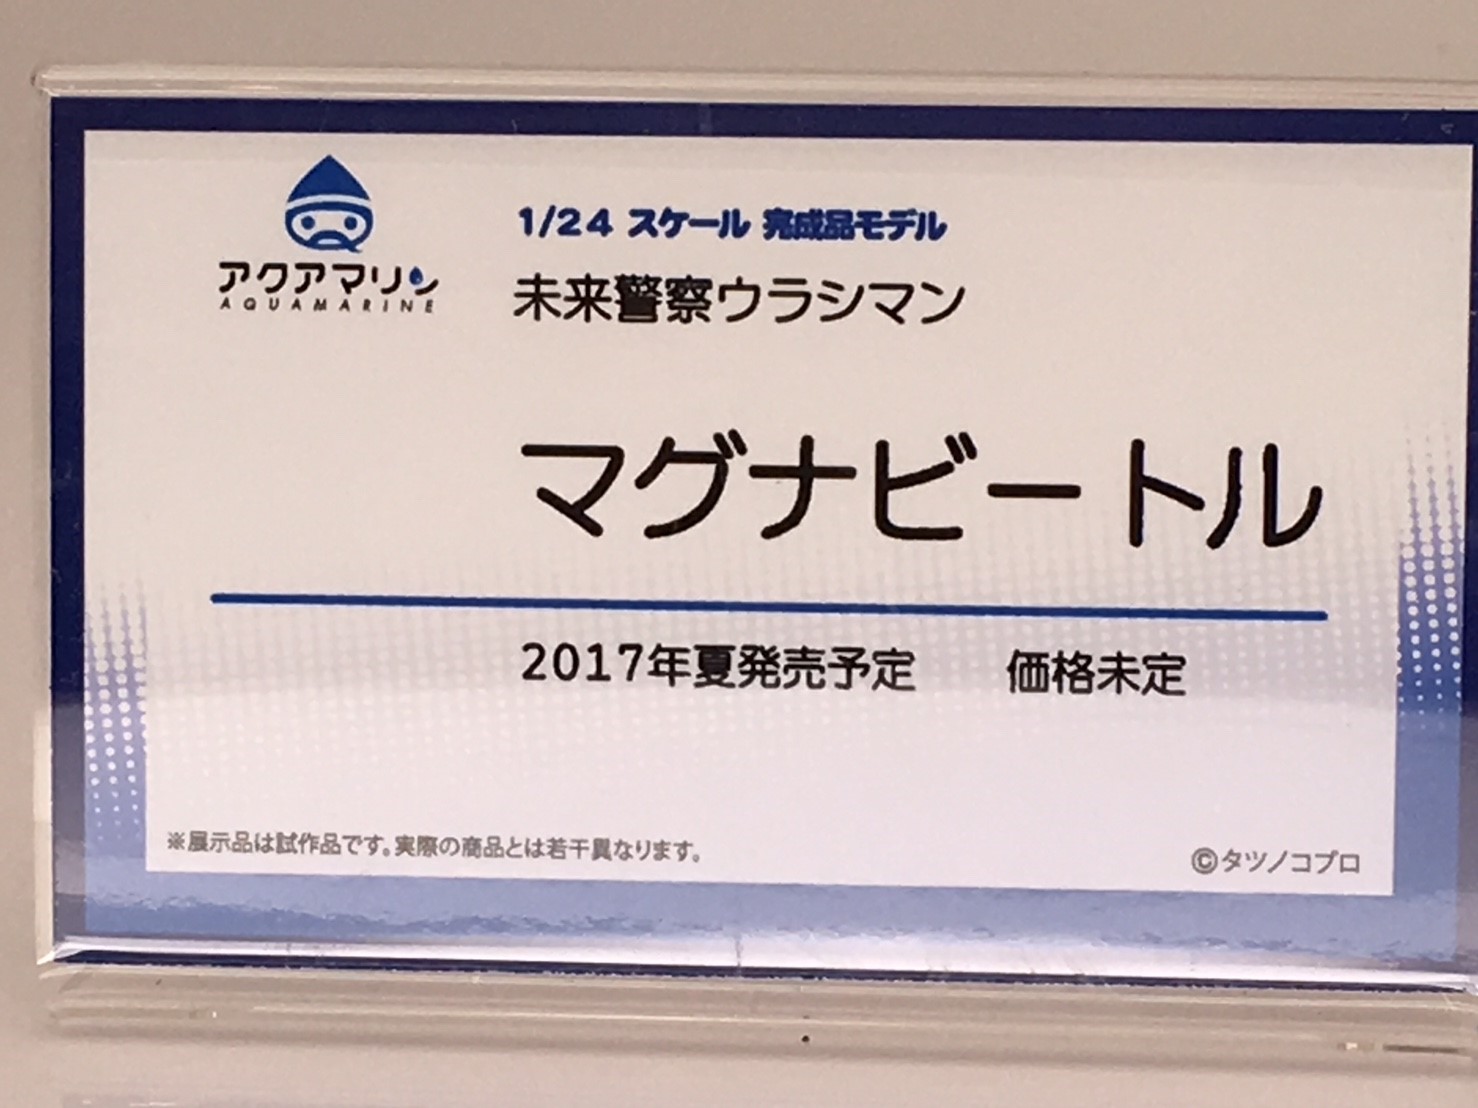 アクアマリン
AQUAMARINE
1/24 スケール 完成品モデル
未来警察ウラシマン
マグナビートル
2017年夏発売予定 価格未定
※展示品は試作品です。実際の商品とは若干異なります。
©タツノコプロ